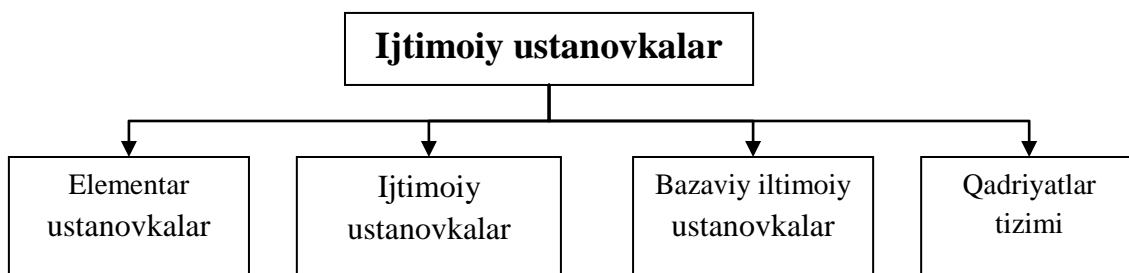 Ijtimoiy ustanovkalar
Elementar
ustanovkalar
Ijtimoiy
ustanovkalar
Bazaviy iltimoiy
ustanovkalar
Qadriyatlar
tizimi